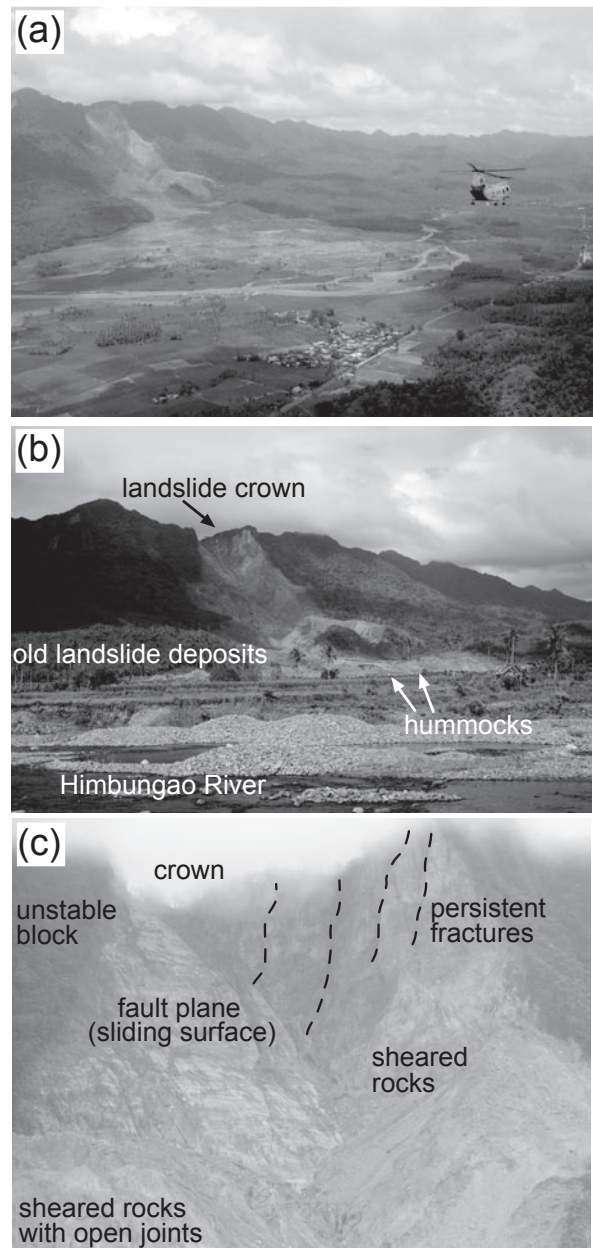 (a)
(b)
landslide crown
old landslide deposits
hummocks
Himbungao River
(c)
crown
unstable
block
persistent
fractures
fault plane
(sliding surface)
sheared
rocks
sheared rocks
with open joints